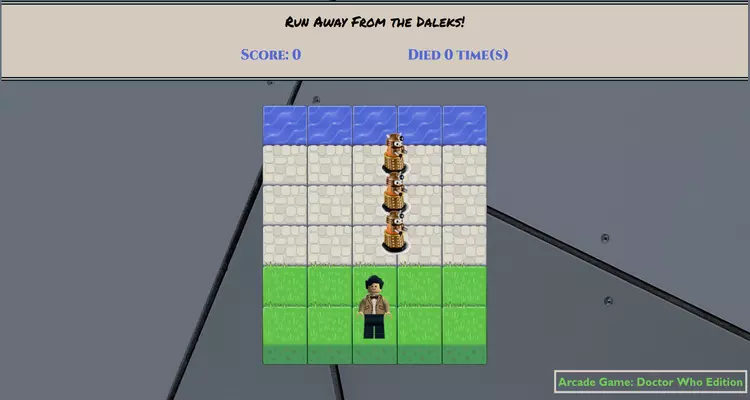 Run Away From the Daleks!
Score: 0
Died 0 time(s)
Arcade Game: Doctor Who Edition